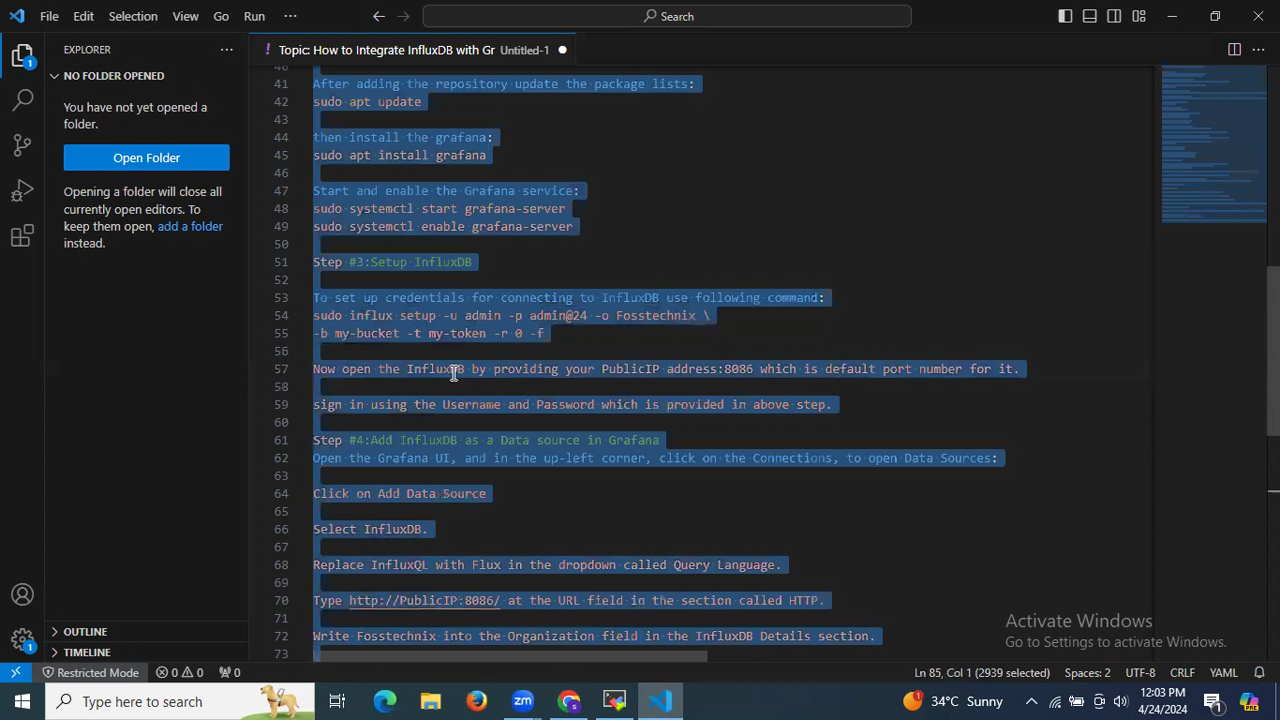 File Edit Selection View Go Run ··· Search
EXPLORER ···
! Topic: How to Integrate InfluxDB with Gr Untitled-1
NO FOLDER OPENED
You have not yet opened a
folder.
Open Folder
Opening a folder will close all
currently open editors. To
keep them open, add a folder
instead.
OUTLINE
TIMELINE
40
41 After adding the repository update the package lists:
42 sudo apt update
43
44 then install the grafana:
45 sudo apt install grafana
46
47 Start and enable the Grafana service:
48 sudo systemctl start grafana-server
49 sudo systemctl enable grafana-server
50
51 Step #3:Setup InfluxDB
52
53 To set up credentials for connecting to InfluxDB use following command:
54 sudo influx setup -u admin -p admin@24 -o Fosstechnix \
55 -b my-bucket -t my-token -r 0 -f
56
57 Now open the InfluxDB by providing your PublicIP address:8086 which is default port number for it.
58
59 sign in using the Username and Password which is provided in above step.
60
61 Step #4:Add InfluxDB as a Data source in Grafana
62 Open the Grafana UI, and in the up-left corner, click on the Connections, to open Data Sources:
63
64 Click on Add Data Source
65
66 Select InfluxDB.
67
68 Replace InfluxQL with Flux in the dropdown called Query Language.
69
70 Type http://PublicIP:8086/ at the URL field in the section called HTTP.
71
72 Write Fosstechnix into the Organization field in the InfluxDB Details section.
73
Activate Windows
Go to Settings to activate Windows.
Restricted Mode 0 0 0 Ln 85, Col 1 (2939 selected) Spaces: 2 UTF-8 CRLF YAML
Type here to search
zm
34°C Sunny
12:03 PM
4/24/2024
1
PRE